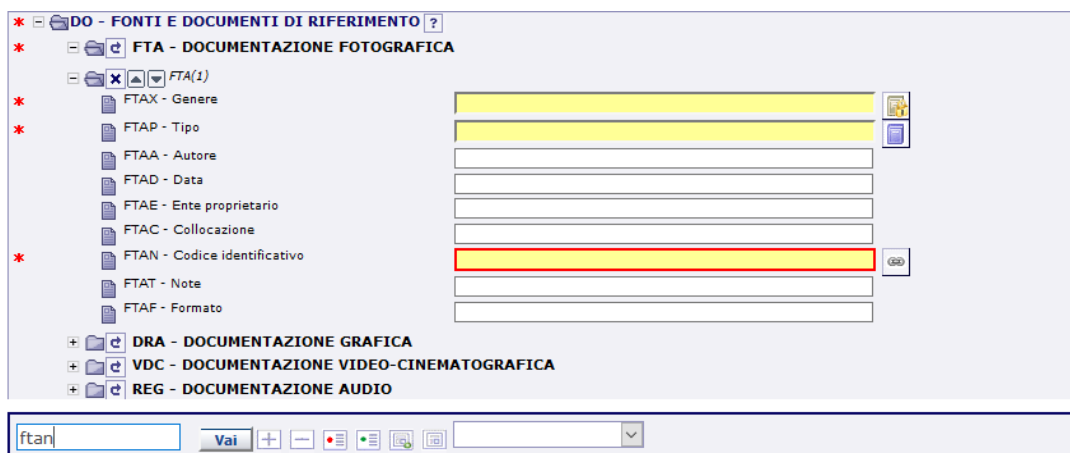 * DO - FONTI E DOCUMENTI DI RIFERIMENTO ?
* FTA - DOCUMENTAZIONE FOTOGRAFICA
FTA(1)
* FTAX - Genere
* FTAP - Tipo
FTAA - Autore
FTAD - Data
FTAE - Ente proprietario
FTAC - Collocazione
* FTAN - Codice identificativo
FTAT - Note
FTAF - Formato
DRA - DOCUMENTAZIONE GRAFICA
VDC - DOCUMENTAZIONE VIDEO-CINEMATOGRAFICA
REG - DOCUMENTAZIONE AUDIO
ftan Vai